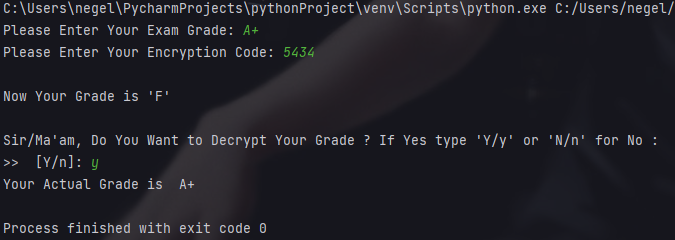 C:\Users\negel\PycharmProjects\pythonProject\venv\Scripts\python.exe C:/Users/negel/
Please Enter Your Exam Grade: A+
Please Enter Your Encryption Code: 5434
Now Your Grade is 'F'
Sir/Ma'am, Do You Want to Decrypt Your Grade ? If Yes type 'Y/y' or 'N/n' for No :
>>  [Y/n]: y
Your Actual Grade is  A+
Process finished with exit code 0